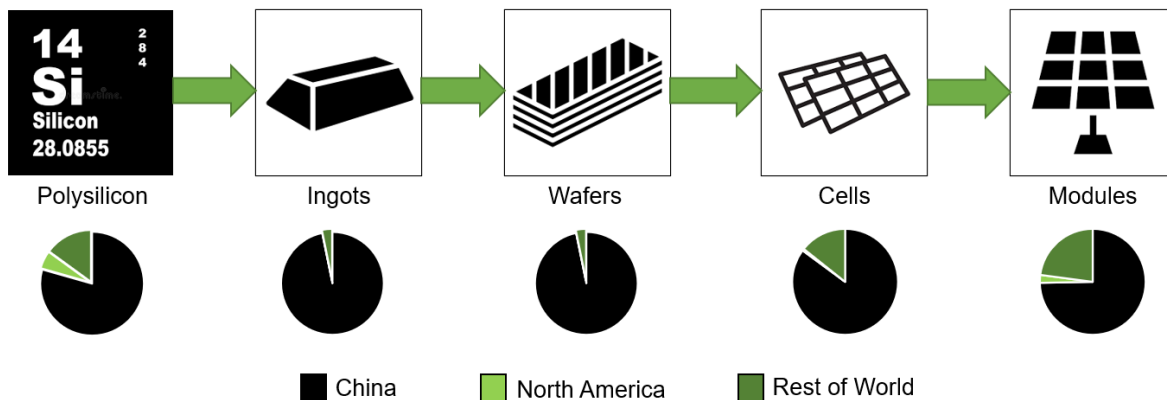 14
2
8
4
Si
Silicon
28.0855
Polysilicon
Ingots
Wafers
Cells
Modules
China
North America
Rest of World